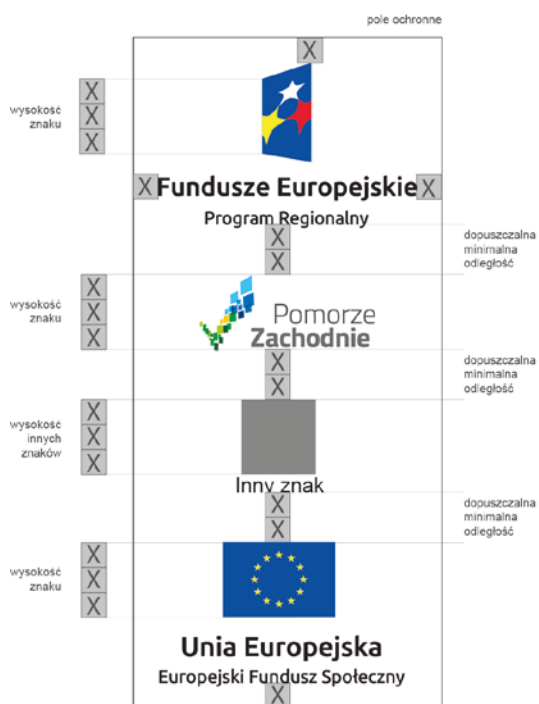 pole ochronne
X
X
X
X
wysokość
znaku
X Fundusze Europejskie X
Program Regionalny
X
X
dopuszczalna
minimalna
odległość
X
X
X
wysokość
znaku
Pomorze
Zachodnie
X
X
dopuszczalna
minimalna
odległość
X
X
X
wysokość
innych
znaków
Inny znak
X
X
dopuszczalna
minimalna
odległość
X
X
X
wysokość
znaku
Unia Europejska
Europejski Fundusz Społeczny
X